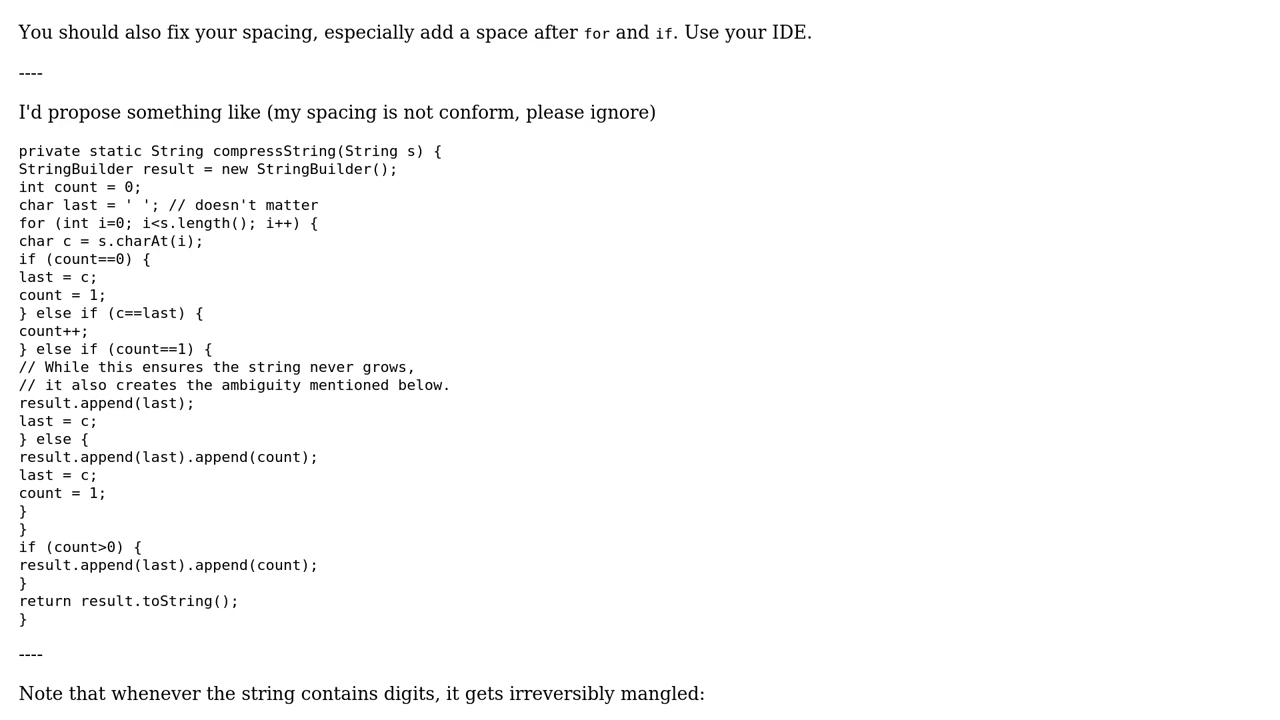 You should also fix your spacing, especially add a space after for and if. Use your IDE.
----
I'd propose something like (my spacing is not conform, please ignore)
private static String compressString(String s) {
StringBuilder result = new StringBuilder();
int count = 0;
char last = ' '; // doesn't matter
for (int i=0; i<s.length(); i++) {
char c = s.charAt(i);
if (count==0) {
last = c;
count = 1;
} else if (c==last) {
count++;
} else if (count==1) {
// While this ensures the string never grows,
// it also creates the ambiguity mentioned below.
result.append(last);
last = c;
} else {
result.append(last).append(count);
last = c;
count = 1;
}
}
if (count>0) {
result.append(last).append(count);
}
return result.toString();
}
----
Note that whenever the string contains digits, it gets irreversibly mangled: